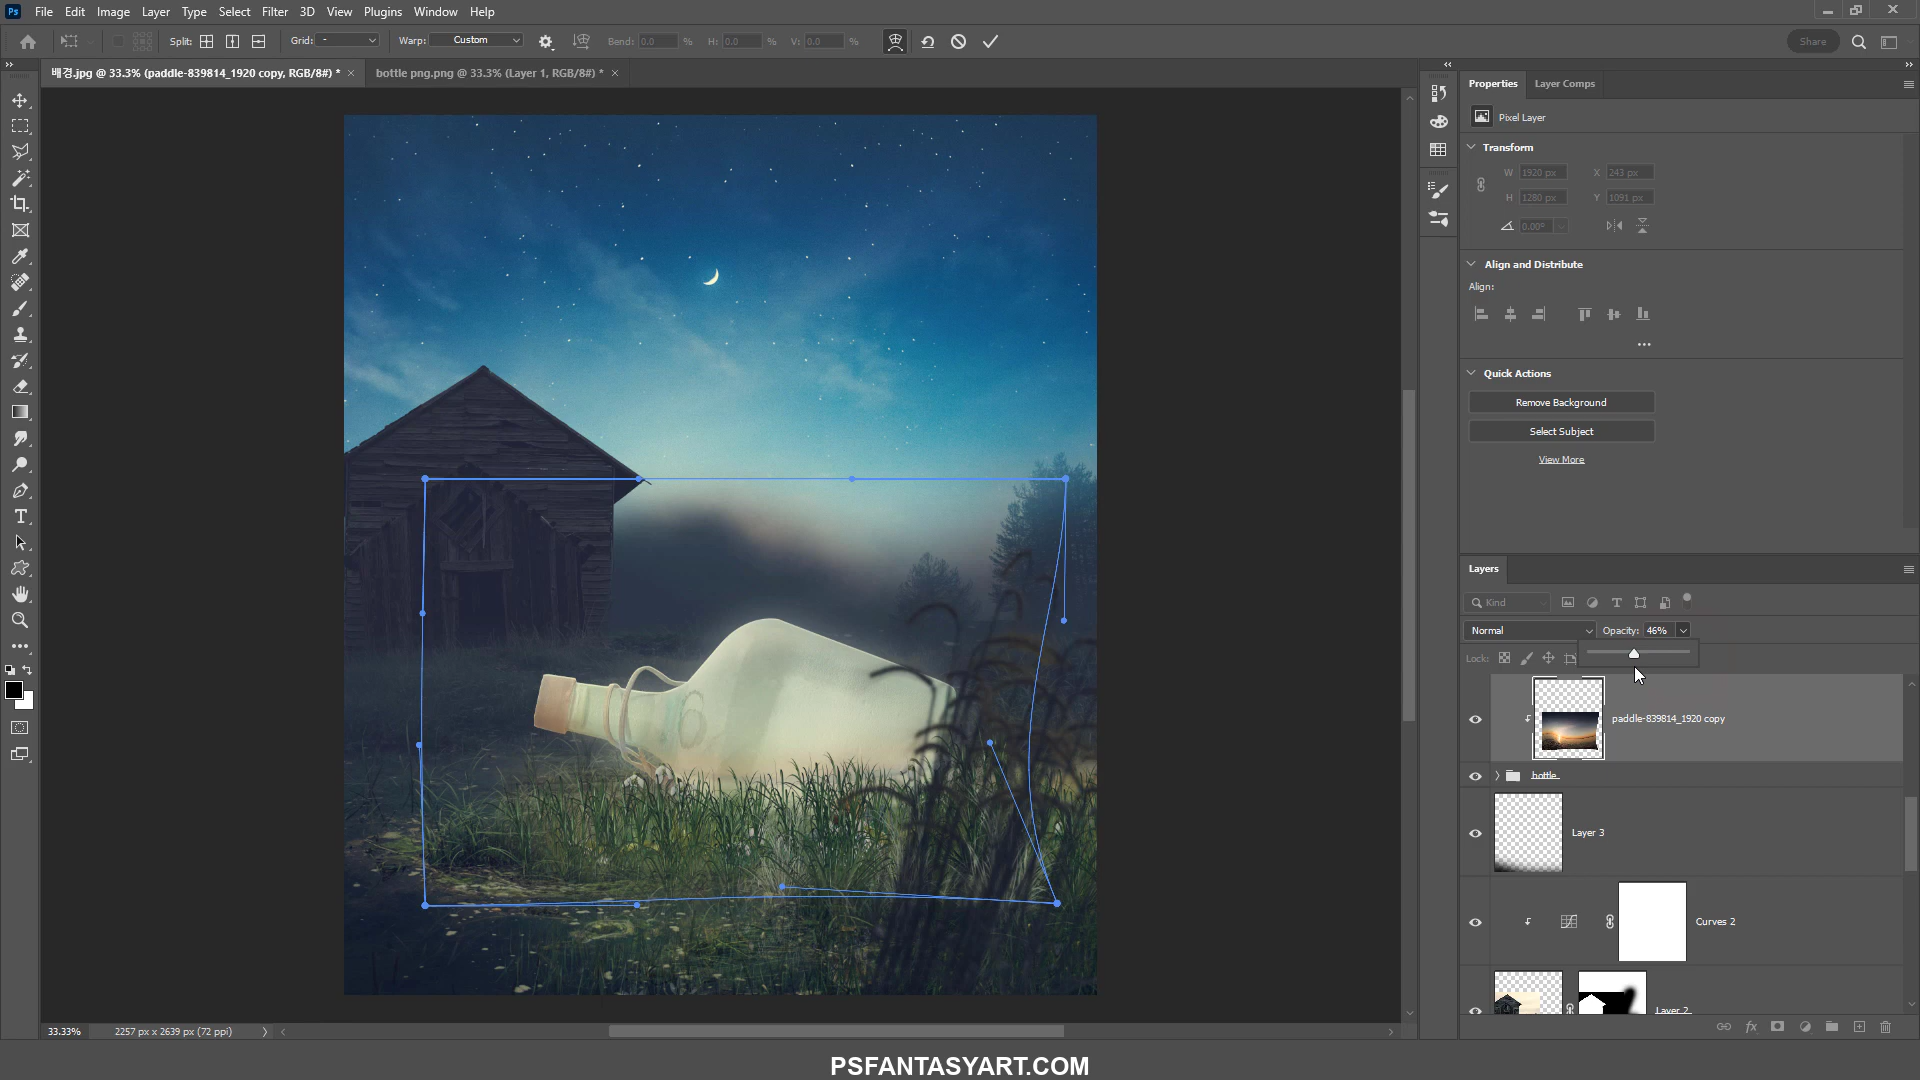 Ps File Edit Image Layer Type Select Filter 3D View Plugins Window Help
Split: Grid: - Warp: Custom Bend: 0.0 % H: 0.0 % V: 0.0 % Share
배경.jpg @ 33.3% (paddle-839814_1920 copy, RGB/8#) * × bottle png.png @ 33.3% (Layer 1, RGB/8#) * ×
Properties Layer Comps
Pixel Layer
Transform
W 1920 px X 243 px
H 1280 px Y 1091 px
0.00°
Align and Distribute
Align:
Quick Actions
Remove Background
Select Subject
View More
Layers
Kind
Normal Opacity: 46%
Lock:
paddle-839814_1920 copy
bottle
Layer 3
Curves 2
Layer 2
33.33% 2257 px x 2639 px (72 ppi)
PSFANTASYART.COM